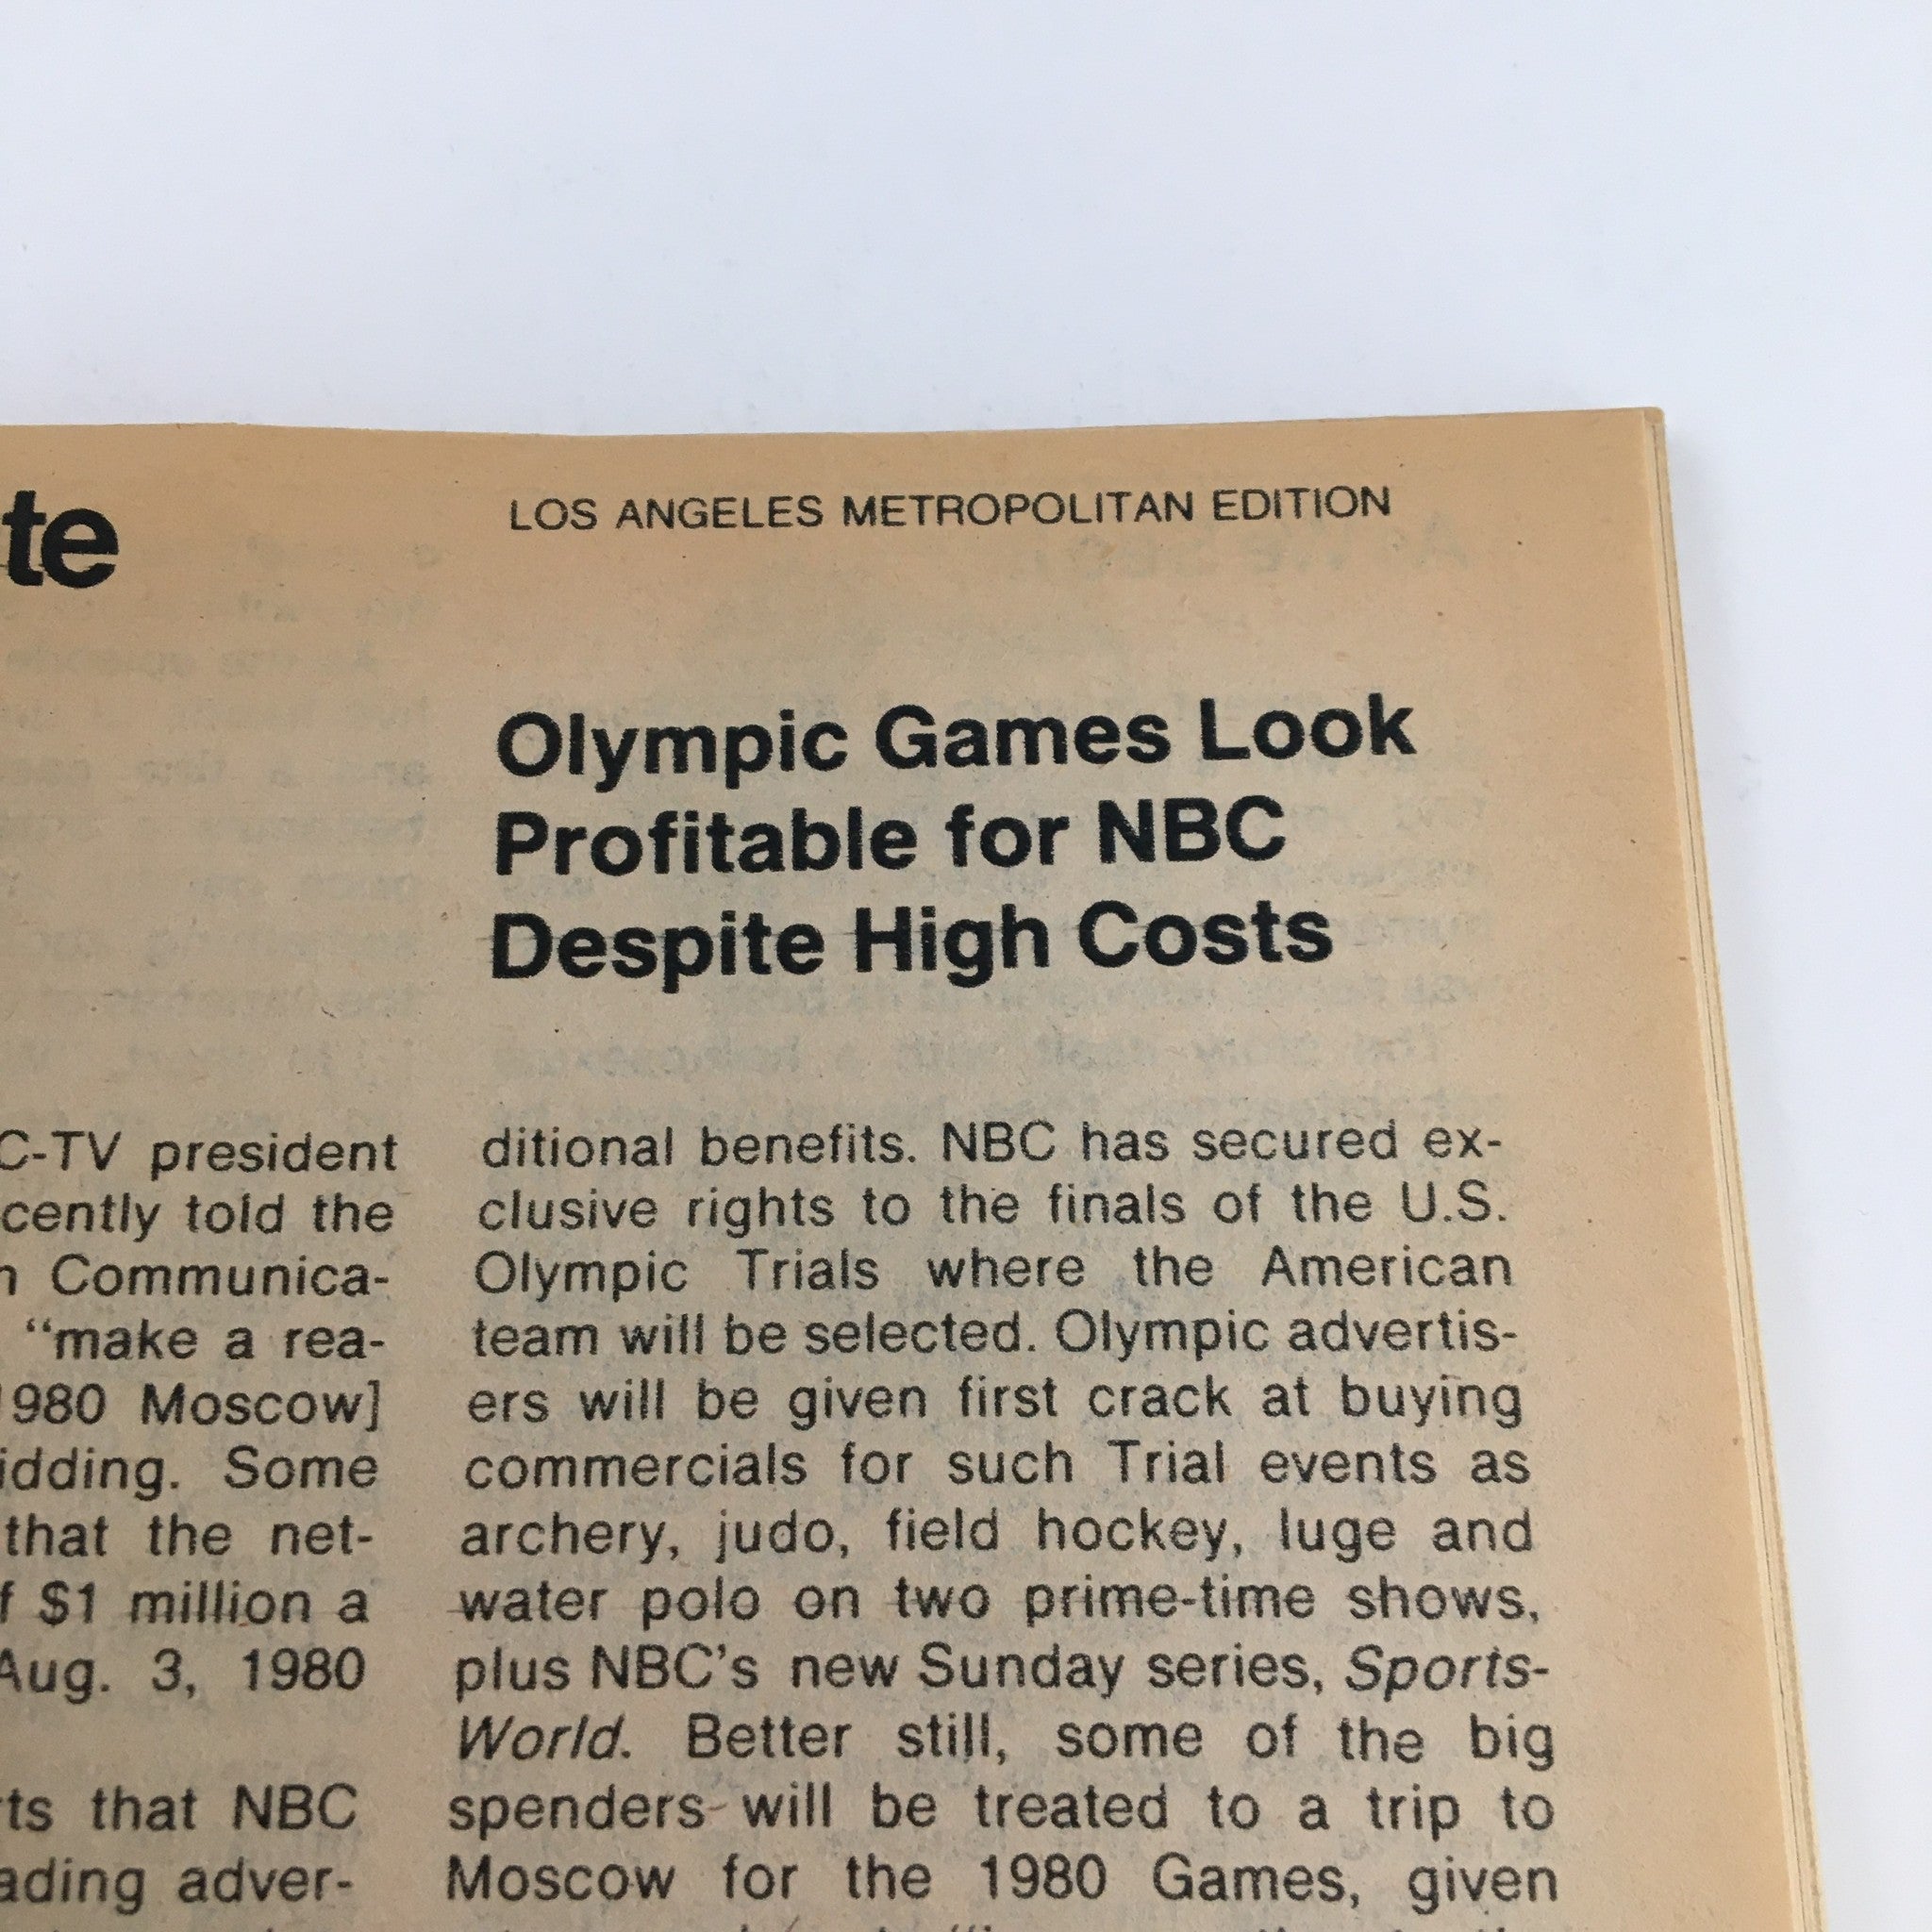 te
LOS ANGELES METROPOLITAN EDITION
Olympic Games Look
Profitable for NBC
Despite High Costs
C-TV president
cently told the
n Communica-
"make a rea-
1980 Moscow]
idding. Some
that the net-
f $1 million a
Aug. 3, 1980
rts that NBC
ading adver-
ditional benefits. NBC has secured ex-
clusive rights to the finals of the U.S.
Olympic Trials where the American
team will be selected. Olympic advertis-
ers will be given first crack at buying
commercials for such Trial events as
archery, judo, field hockey, luge and
water polo on two prime-time shows,
plus NBC's new Sunday series, Sports-
World. Better still, some of the big
spenders will be treated to a trip to
Moscow for the 1980 Games, given